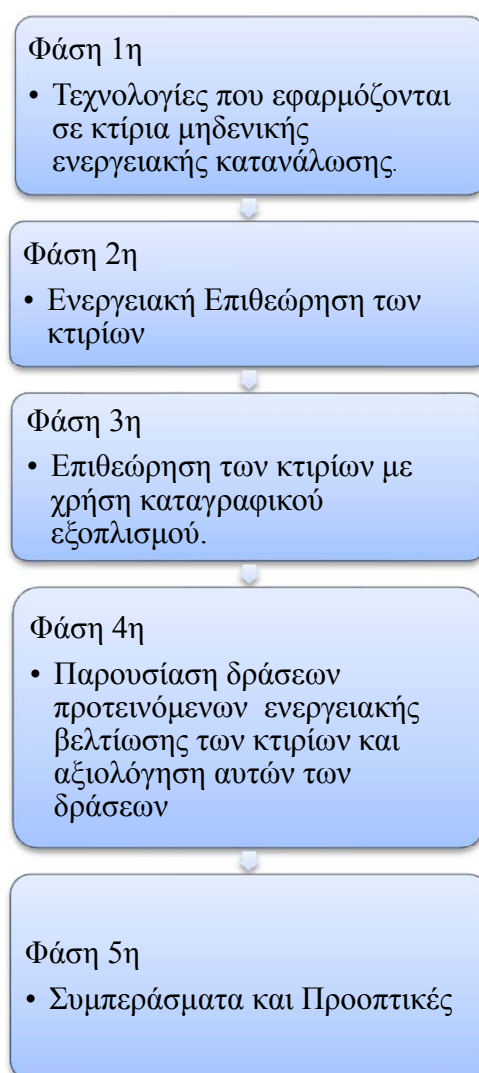 Φάση 1η
• Τεχνολογίες που εφαρμόζονται
σε κτίρια μηδενικής
ενεργειακής κατανάλωσης.
Φάση 2η
• Ενεργειακή Επιθεώρηση των
κτιρίων
Φάση 3η
• Επιθεώρηση των κτιρίων με
χρήση καταγραφικού
εξοπλισμού.
Φάση 4η
• Παρουσίαση δράσεων
προτεινόμενων ενεργειακής
βελτίωσης των κτιρίων και
αξιολόγηση αυτών των
δράσεων
Φάση 5η
• Συμπεράσματα και Προοπτικές